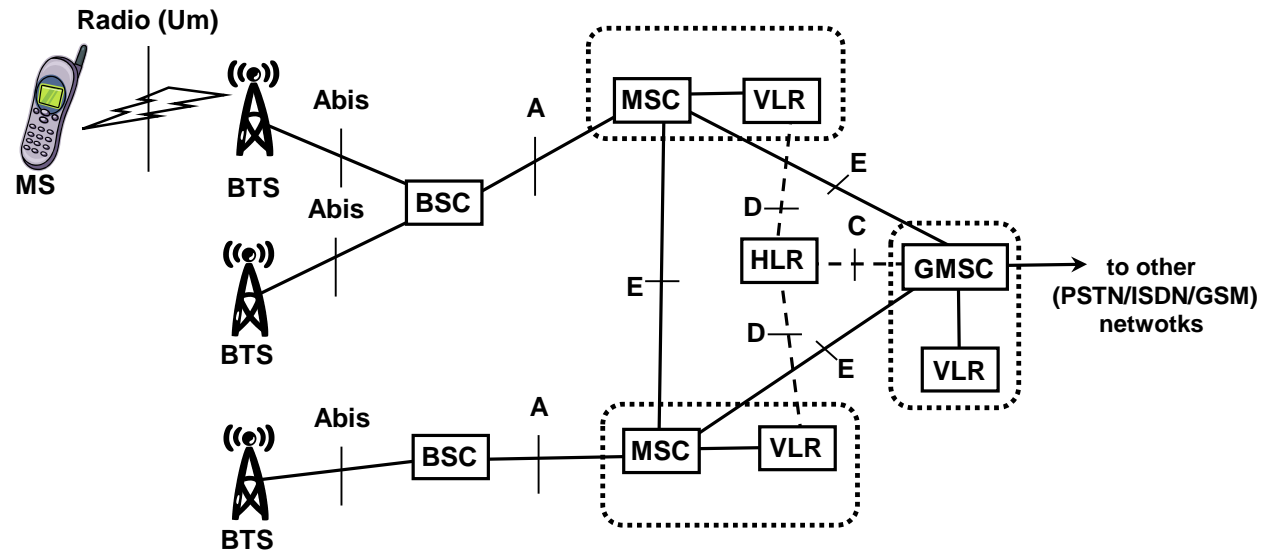 Radio (Um)
MS
BTS
Abis
Abis
BTS
BSC
A
MSC
VLR
E
D
HLR
C
GMSC
to other
(PSTN/ISDN/GSM)
netwotks
VLR
E
D
E
BTS
Abis
BSC
A
MSC
VLR